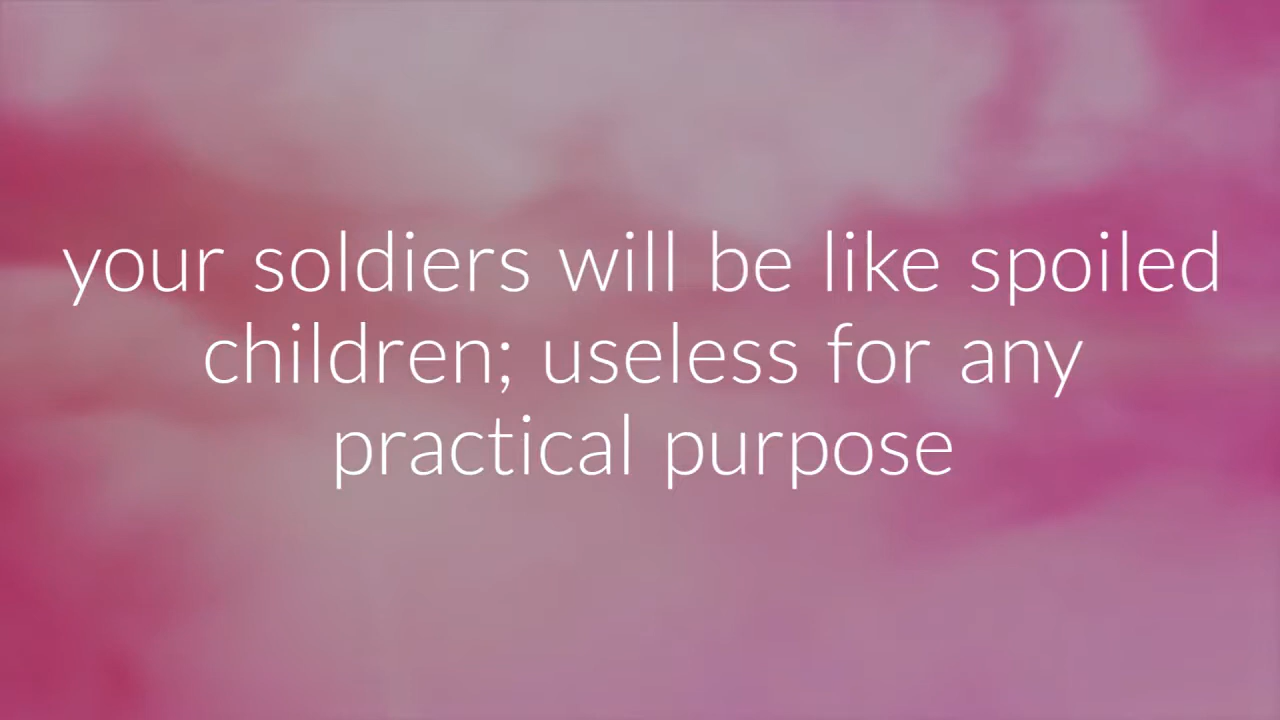 your soldiers will be like spoiled
children; useless for any
practical purpose